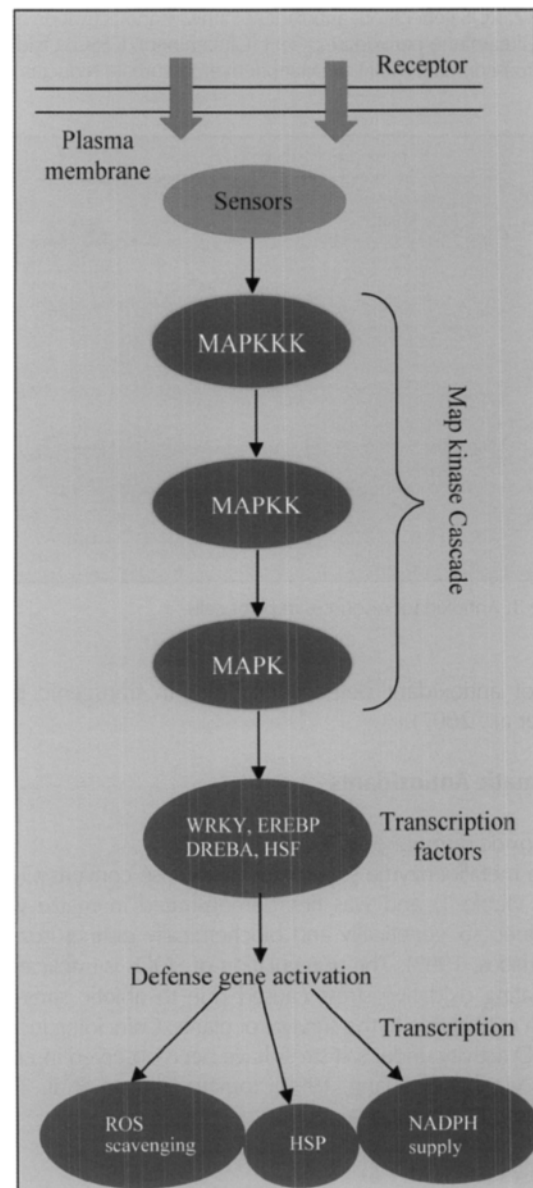 Receptor
Plasma
membrane
Sensors
MAPKKK
MAPKK
MAPK
Map kinase Cascade
WRKY, EREBP
DREBA, HSF
Transcription
factors
Defense gene activation
Transcription
ROS
scavenging
HSP
NADPH
supply